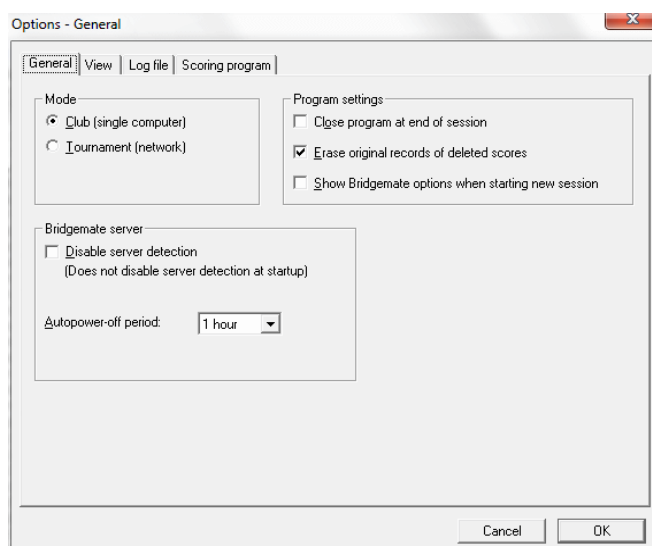 Options - General
General View Log file Scoring program
Mode
Club (single computer)
Tournament (network)
Program settings
Close program at end of session
Erase original records of deleted scores
Show Bridgemate options when starting new session
Bridgemate server
Disable server detection
(Does not disable server detection at startup)
Autopower-off period: 1 hour
Cancel OK